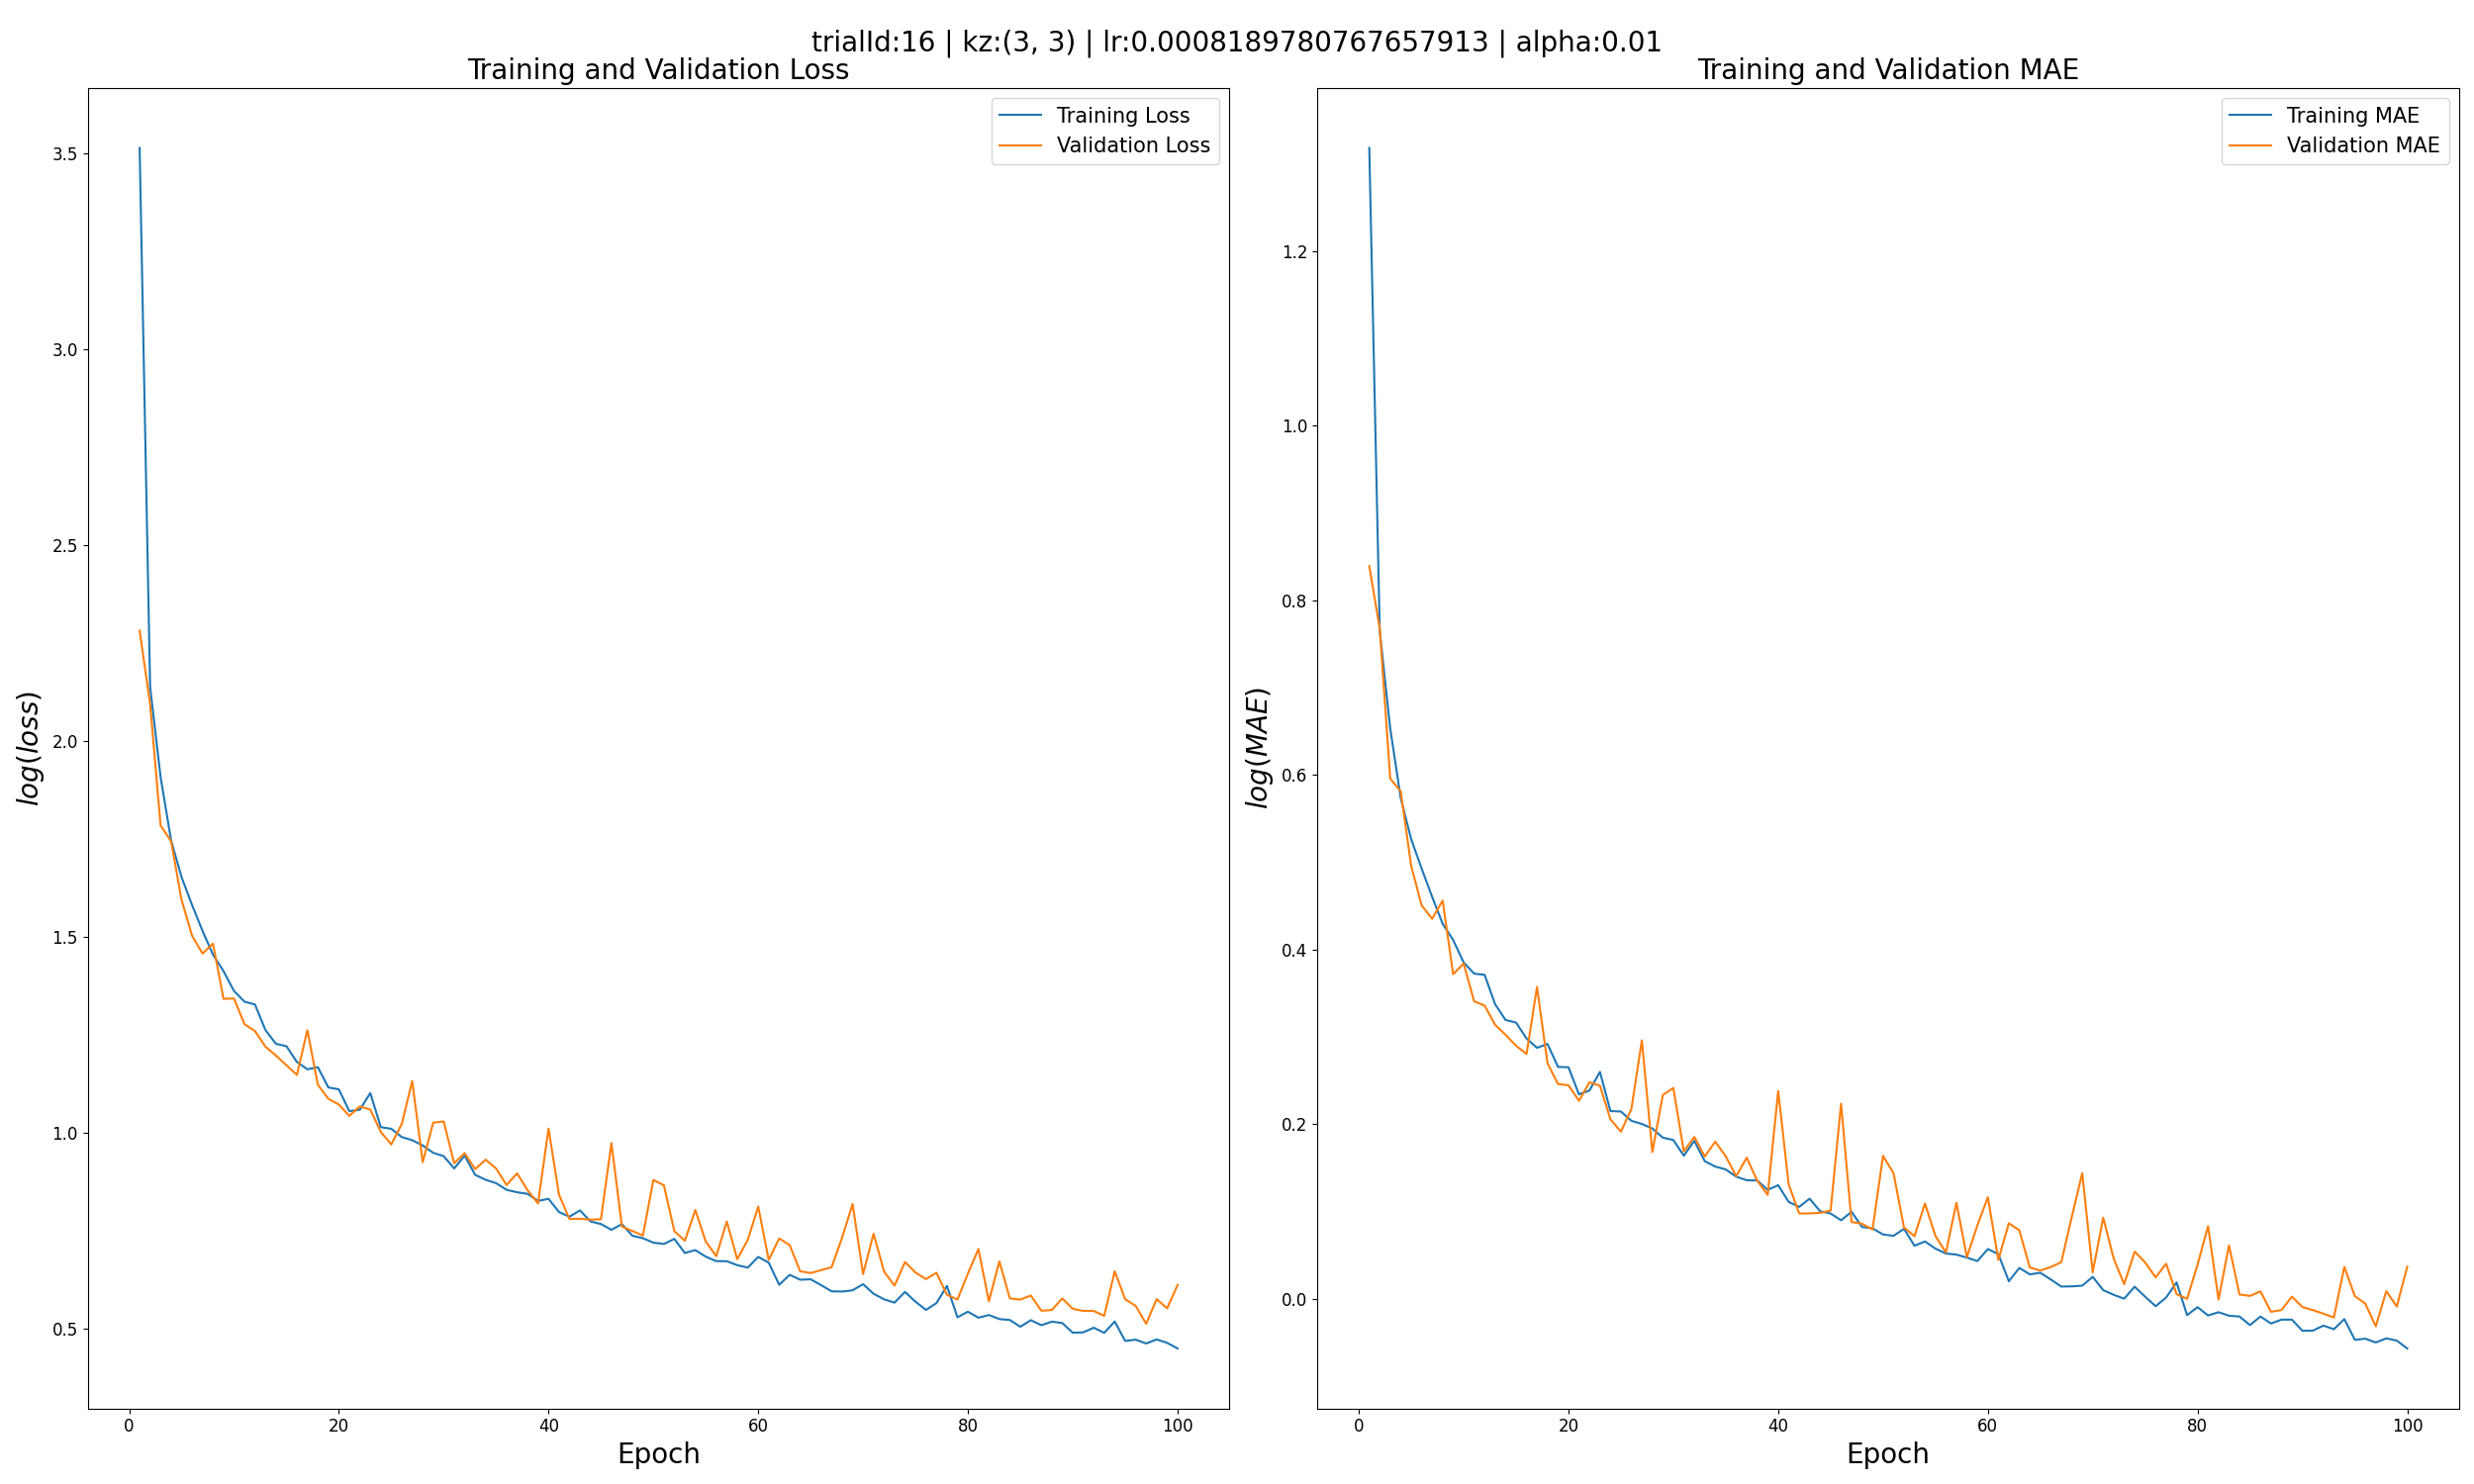 trialId:16 | kz:(3, 3) | lr:0.0008189780767657913 | alpha:0.01
Training and Validation Loss
Training Loss
Validation Loss
3.5
3.0
2.5
2.0
1.5
1.0
0.5
log(loss)
0 20 40 60 80 100
Epoch
Training and Validation MAE
Training MAE
Validation MAE
1.2
1.0
0.8
0.6
0.4
0.2
0.0
log(MAE)
0 20 40 60 80 100
Epoch